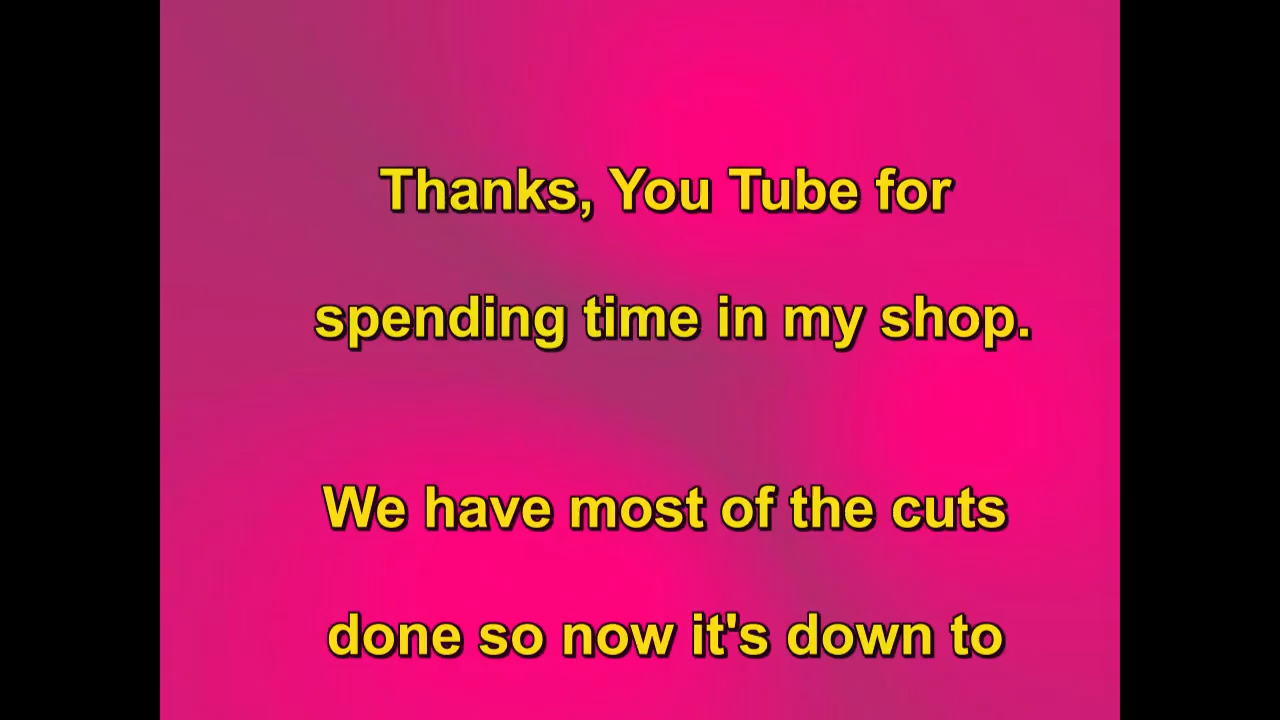 Thanks, You Tube for
spending time in my shop.
We have most of the cuts
done so now it's down to